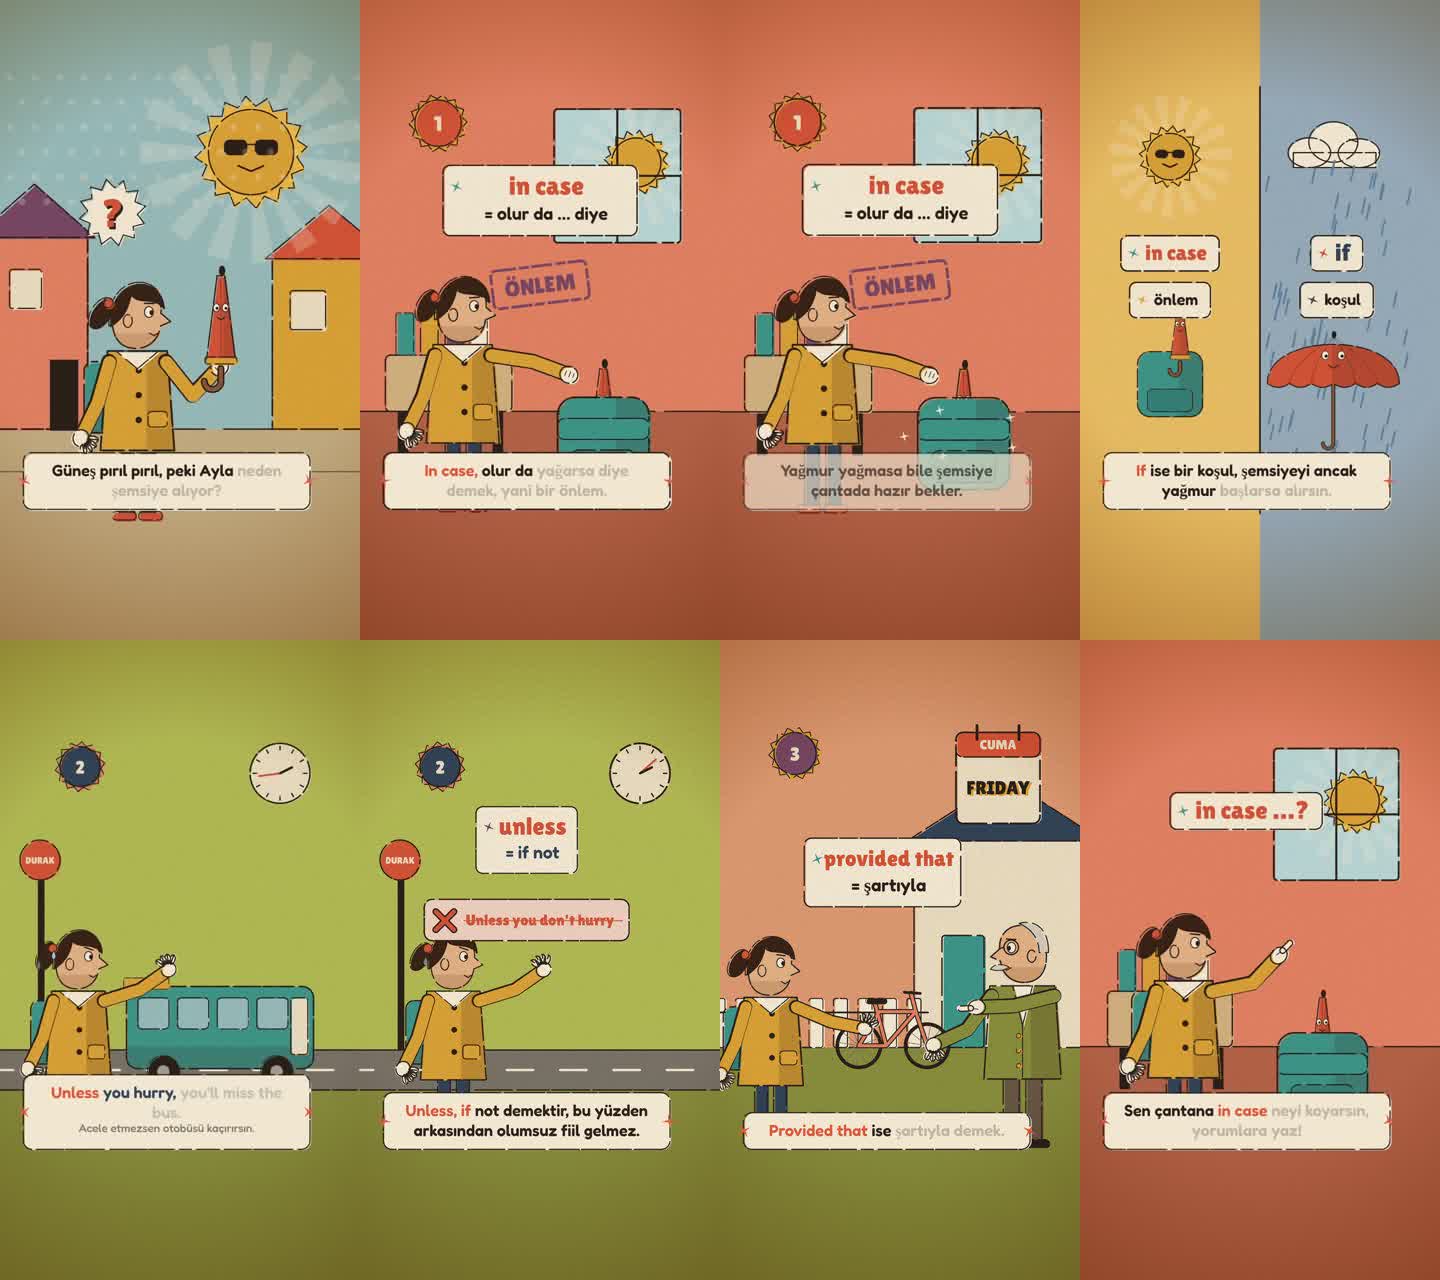 ?
Güneş pırıl pırıl, peki Ayla neden
şemsiye alıyor?
1
in case
= olur da ... diye
ÖNLEM
In case, olur da yağarsa diye
demek, yani bir önlem.
1
in case
= olur da ... diye
ÖNLEM
Yağmur yağmasa bile şemsiye
çantada hazır bekler.
in case
önlem
if
koşul
If ise bir koşul, şemsiyeyi ancak
yağmur başlarsa alırsın.
2
DURAK
Unless you hurry, you'll miss the
bus.
Acele etmezsen otobüsü kaçırırsın.
2
unless
= if not
DURAK
Unless you don't hurry
Unless, if not demektir, bu yüzden
arkasından olumsuz fiil gelmez.
3
CUMA
FRIDAY
provided that
= şartıyla
Provided that ise şartıyla demek.
in case ...?
Sen çantana in case neyi koyarsın,
yorumlara yaz!